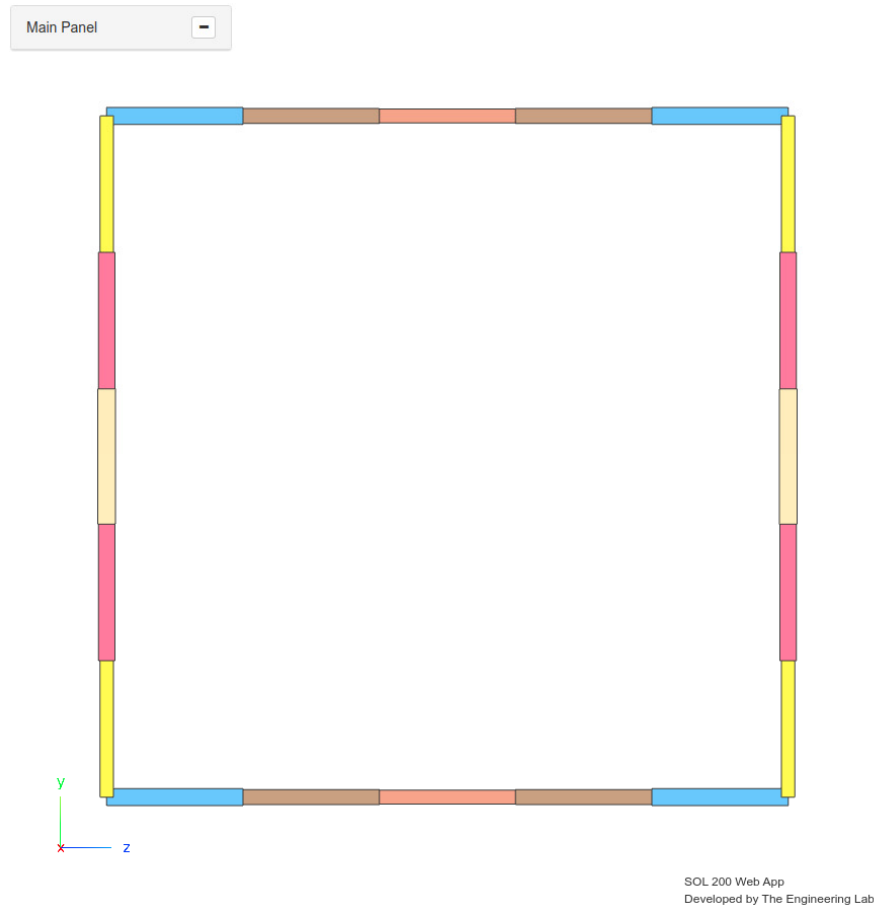 Main Panel
y
x
z
SOL 200 Web App
Developed by The Engineering Lab